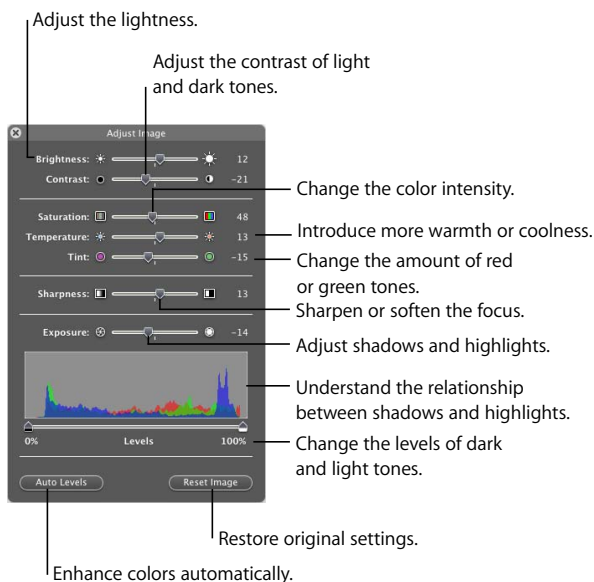 Adjust the lightness.
Adjust the contrast of light
and dark tones.
Adjust Image
Brightness: 12
Contrast: -21
Change the color intensity.
Saturation: 48
Introduce more warmth or coolness.
Temperature: 13
Change the amount of red
or green tones.
Tint: -15
Sharpness: 13
Sharpen or soften the focus.
Exposure: -14
Adjust shadows and highlights.
Understand the relationship
between shadows and highlights.
0% Levels 100%
Change the levels of dark
and light tones.
Auto Levels Reset Image
Restore original settings.
Enhance colors automatically.